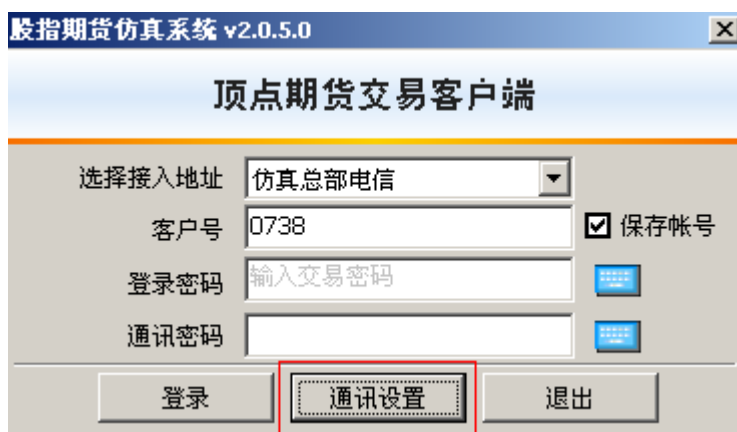 股指期货仿真系统 v2.0.5.0
顶点期货交易客户端
选择接入地址 仿真总部电信
客户号 0738 保存帐号
登录密码 输入交易密码
通讯密码
登录 通讯设置 退出